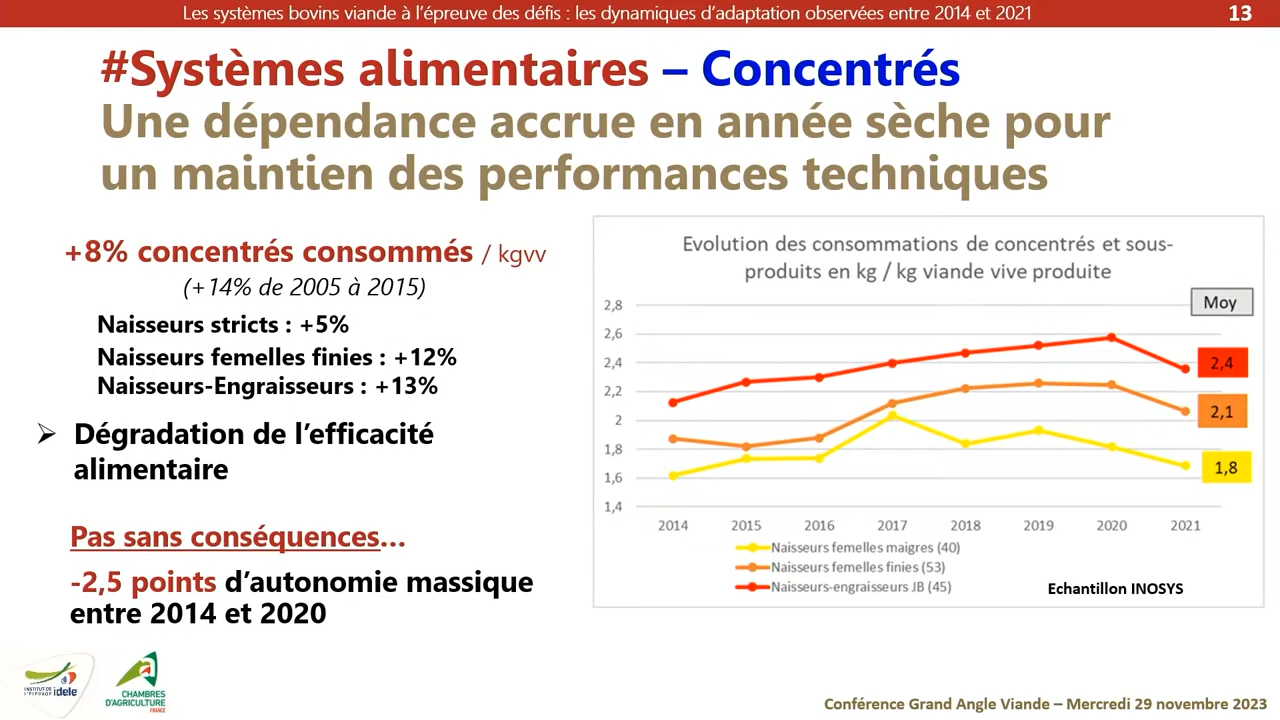 Les systèmes bovins viande à l’épreuve des défis : les dynamiques d’adaptation observées entre 2014 et 2021
13
#Systèmes alimentaires – Concentrés
Une dépendance accrue en année sèche pour
un maintien des performances techniques
+8% concentrés consommés / kgvv
(+14% de 2005 à 2015)
Naisseurs stricts : +5%
Naisseurs femelles finies : +12%
Naisseurs-Engraisseurs : +13%
➢ Dégradation de l’efficacité
alimentaire
Pas sans conséquences…
-2,5 points d’autonomie massique
entre 2014 et 2020
Evolution des consommations de concentrés et sous-
produits en kg / kg viande vive produite
Moy
2,8
2,6
2,4
2,2
2
1,8
1,6
1,4
2,4
2,1
1,8
2014 2015 2016 2017 2018 2019 2020 2021
Naisseurs femelles maigres (40)
Naisseurs femelles finies (53)
Naisseurs-engraisseurs JB (45)
Echantillon INOSYS
INSTITUT DE
L'ÉLEVAGE idele
CHAMBRES
D'AGRICULTURE
FRANCE
Conférence Grand Angle Viande – Mercredi 29 novembre 2023